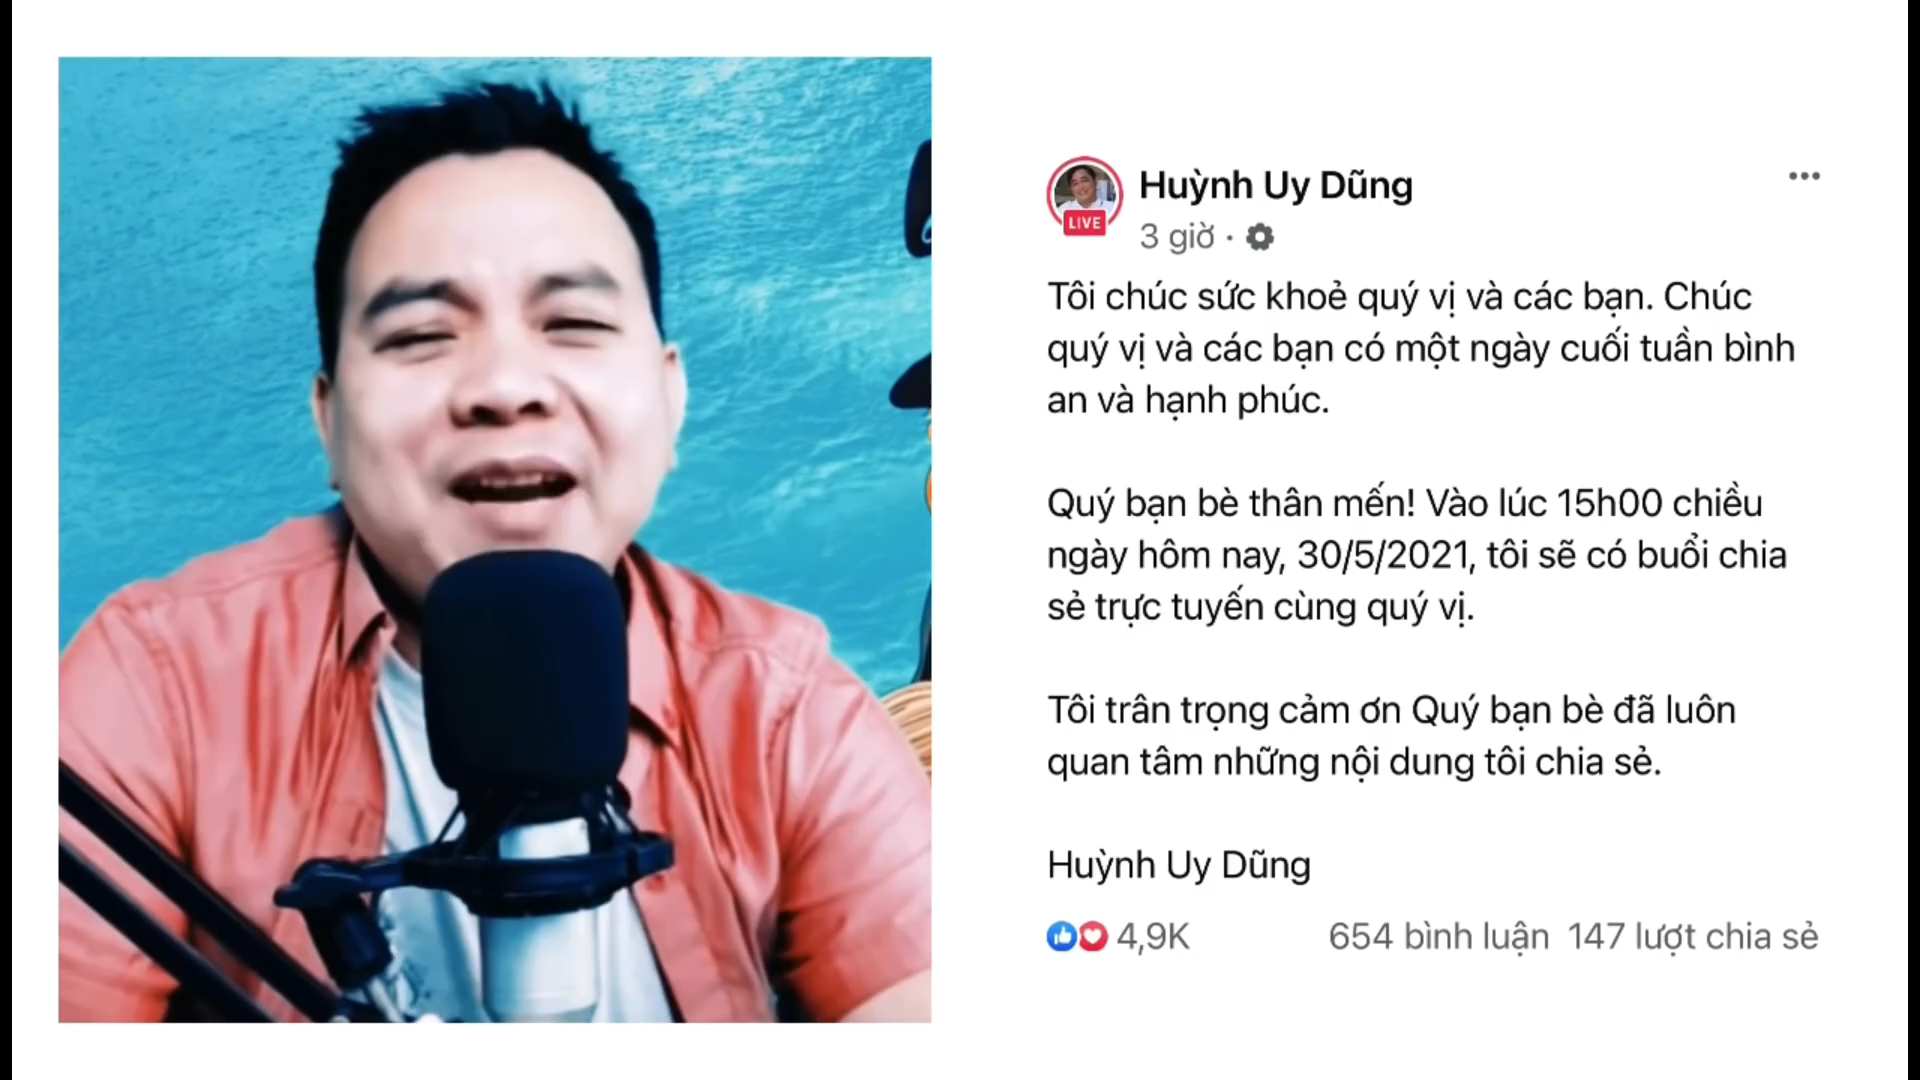 Huỳnh Uy Dũng
LIVE
3 giờ ·
Tôi chúc sức khoẻ quý vị và các bạn. Chúc
quý vị và các bạn có một ngày cuối tuần bình
an và hạnh phúc.
Quý bạn bè thân mến! Vào lúc 15h00 chiều
ngày hôm nay, 30/5/2021, tôi sẽ có buổi chia
sẻ trực tuyến cùng quý vị.
Tôi trân trọng cảm ơn Quý bạn bè đã luôn
quan tâm những nội dung tôi chia sẻ.
Huỳnh Uy Dũng
4,9K 654 bình luận 147 lượt chia sẻ